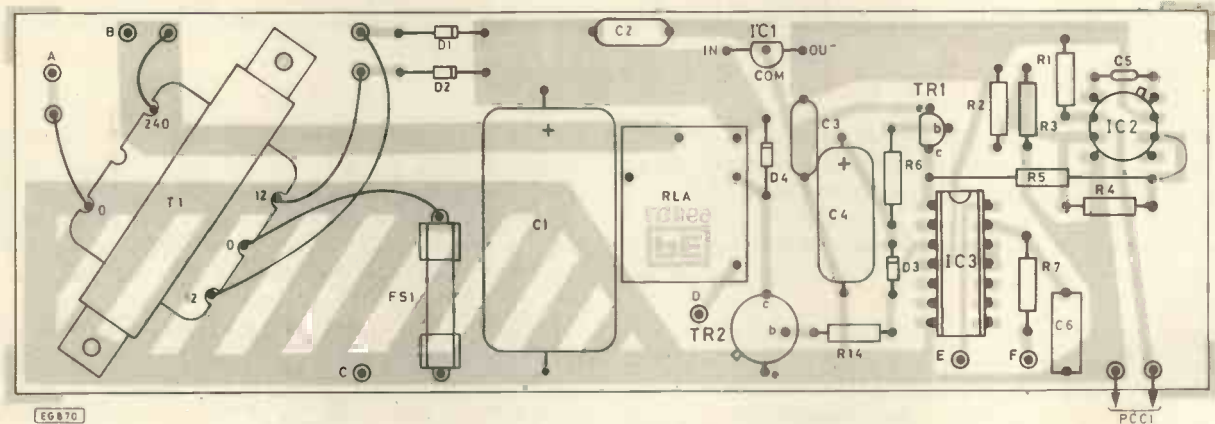 B
A
240
0
T1
12
0
12
D1
D2
FS1
C
C1
C2
IC1
IN
OUT
COM
RLA
D
D4
C3
C4
TR2
c
b
e
R14
TR1
e
b
c
R6
D3
R2
R3
R1
C5
IC2
R5
R4
IC3
R7
C6
E
F
PCC1
EG870